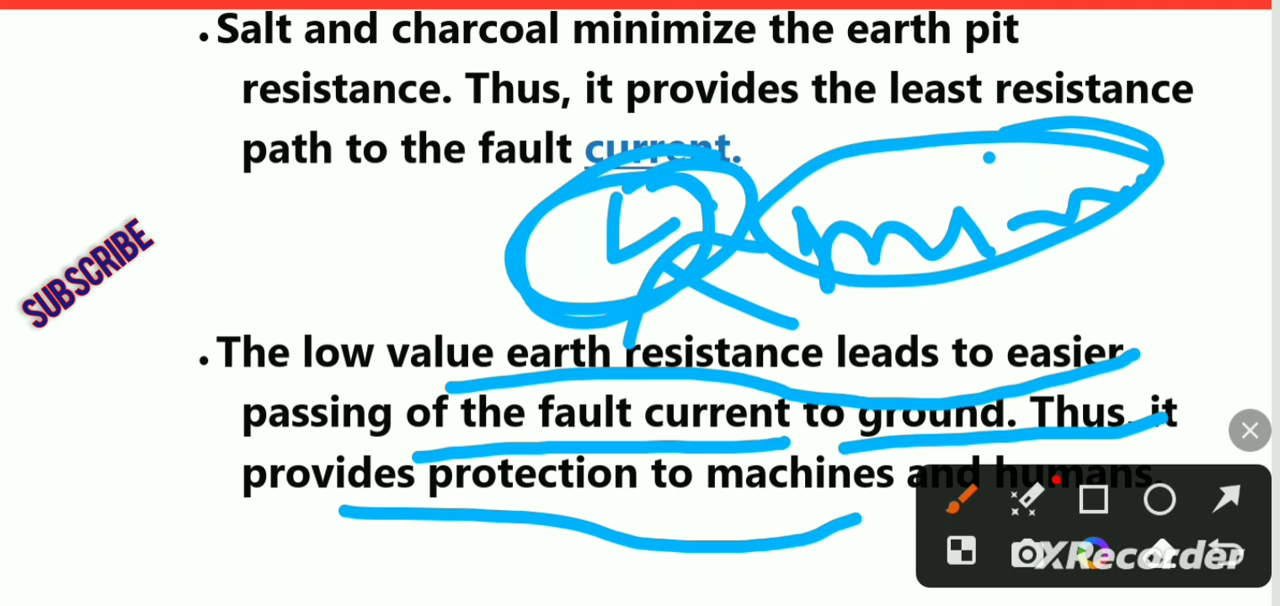 • Salt and charcoal minimize the earth pit
resistance. Thus, it provides the least resistance
path to the fault current.
SUBSCRIBE
• The low value earth resistance leads to easier
passing of the fault current to ground. Thus, it
provides protection to machines and humans.
XRecorder